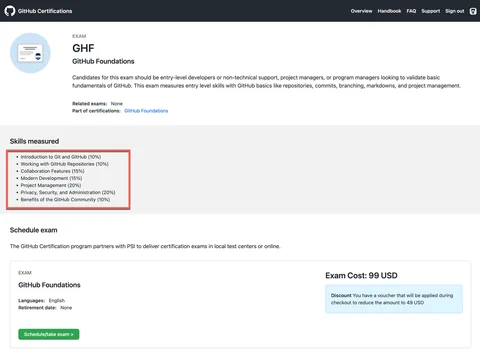 GitHub Certifications
Overview Handbook FAQ Support Sign out
EXAM
GHF
GitHub Foundations
Candidates for this exam should be entry-level developers or non-technical support, project managers, or program managers looking to validate basic
fundamentals of GitHub. This exam measures entry level skills with GitHub basics like repositories, commits, branching, markdowns, and project management.
Related exams: None
Part of certifications: GitHub Foundations
Skills measured
• Introduction to Git and GitHub (10%)
• Working with GitHub Repositories (10%)
• Collaboration Features (15%)
• Modern Development (15%)
• Project Management (20%)
• Privacy, Security, and Administration (20%)
• Benefits of the GitHub Community (10%)
Schedule exam
The GitHub Certification program partners with PSI to deliver certification exams in local test centers or online.
EXAM
GitHub Foundations
Languages: English
Retirement date: None
Schedule/take exam >
Exam Cost: 99 USD
Discount You have a voucher that will be applied during
checkout to reduce the amount to 49 USD